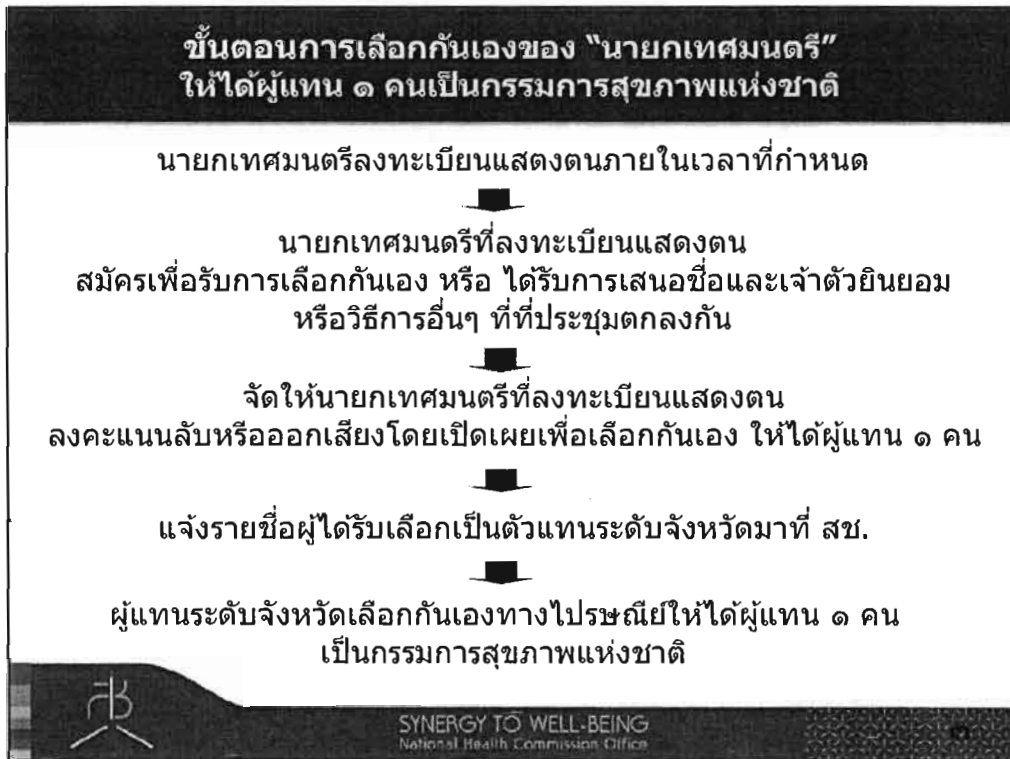 ขั้นตอนการเลือกกันเองของ "นายกเทศมนตรี"
ให้ได้ผู้แทน ๑ คนเป็นกรรมการสุขภาพแห่งชาติ
นายกเทศมนตรีลงทะเบียนแสดงตนภายในเวลาที่กำหนด
นายกเทศมนตรีที่ลงทะเบียนแสดงตน
สมัครเพื่อรับการเลือกกันเอง หรือ ได้รับการเสนอชื่อและเจ้าตัวยินยอม
หรือวิธีการอื่นๆ ที่ที่ประชุมตกลงกัน
จัดให้นายกเทศมนตรีที่ลงทะเบียนแสดงตน
ลงคะแนนลับหรือออกเสียงโดยเปิดเผยเพื่อเลือกกันเอง ให้ได้ผู้แทน ๑ คน
แจ้งรายชื่อผู้ได้รับเลือกเป็นตัวแทนระดับจังหวัดมาที่ สช.
ผู้แทนระดับจังหวัดเลือกกันเองทางไปรษณีย์ให้ได้ผู้แทน ๑ คน
เป็นกรรมการสุขภาพแห่งชาติ
SYNERGY TO WELL-BEING
National Health Commission Office